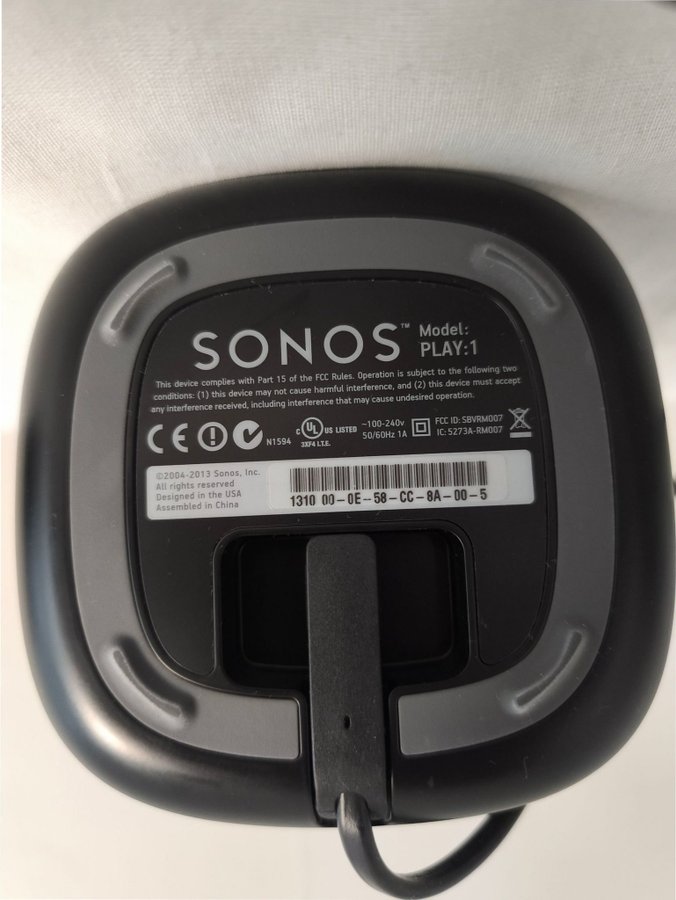 SONOS™ Model:
PLAY:1
This device complies with Part 15 of the FCC Rules. Operation is subject to the following two
conditions: (1) this device may not cause harmful interference, and (2) this device must accept
any interference received, including interference that may cause undesired operation.
CE N1594 c UL US LISTED 3XF4 I.T.E. ~100-240v 50/60Hz 1A FCC ID: SBVRM007 IC: 5273A-RM007
©2004-2013 Sonos, Inc.
All rights reserved
Designed in the USA
Assembled in China
1310 00-0E-58-CC-8A-00-5